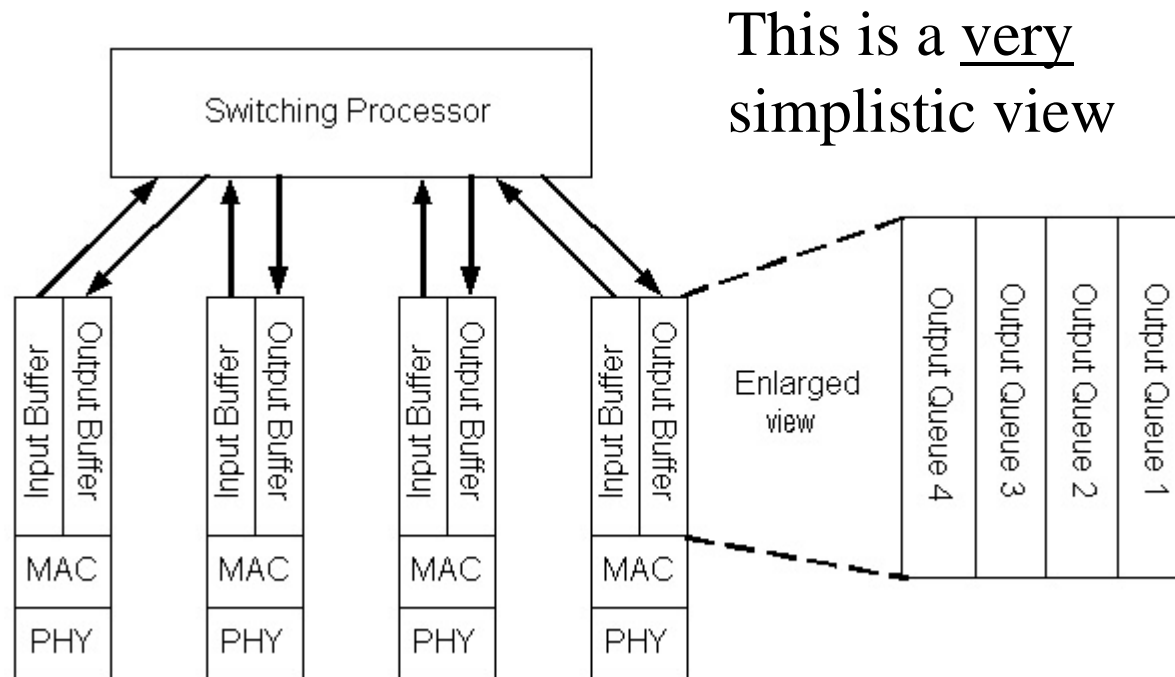 This is a very
simplistic view
Switching Processor
Input Buffer
Output Buffer
MAC
PHY
Input Buffer
Output Buffer
MAC
PHY
Input Buffer
Output Buffer
MAC
PHY
Input Buffer
Output Buffer
MAC
PHY
Enlarged
view
Output Queue 4
Output Queue 3
Output Queue 2
Output Queue 1